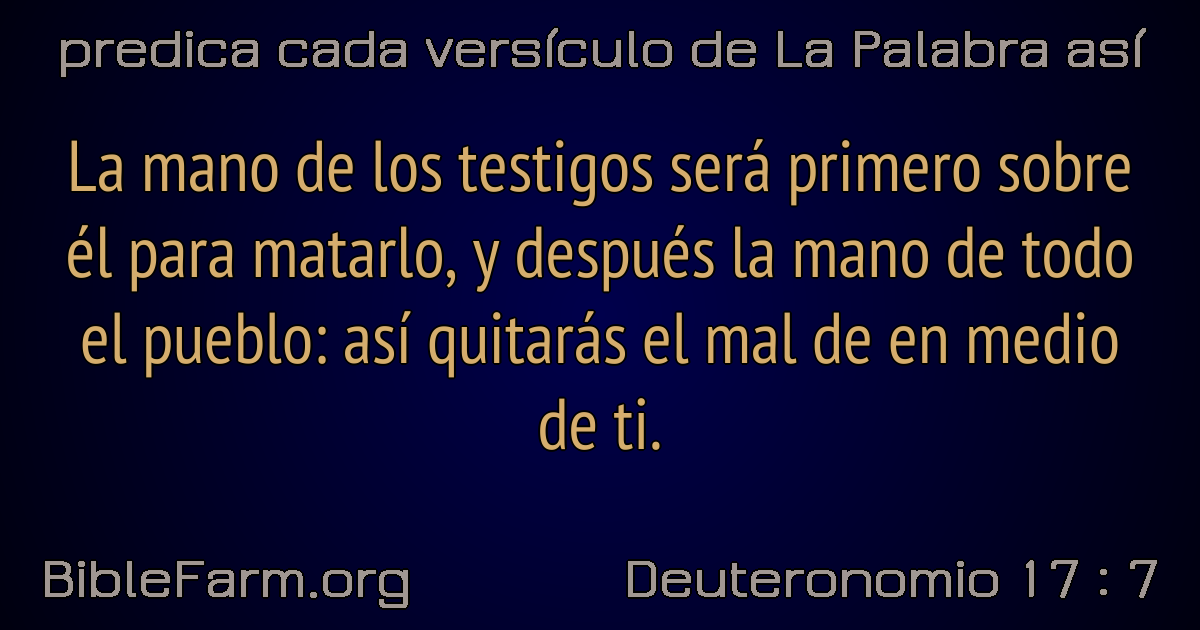 predica cada versículo de La Palabra así
La mano de los testigos será primero sobre
él para matarlo, y después la mano de todo
el pueblo: así quitarás el mal de en medio
de ti.
BibleFarm.org
Deuteronomio 17 : 7